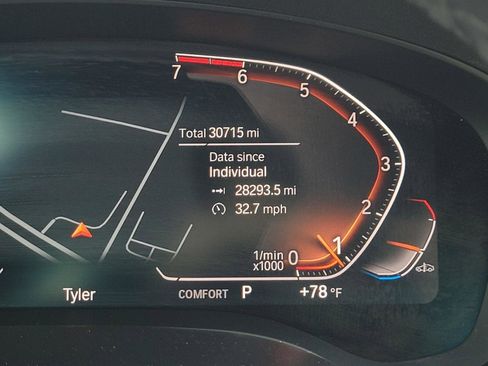 7
6
5
4
3
2
1
0
Total 30715 mi
Data since
Individual
28293.5 mi
32.7 mph
1/min
x1000
Tyler
COMFORT P +78 °F